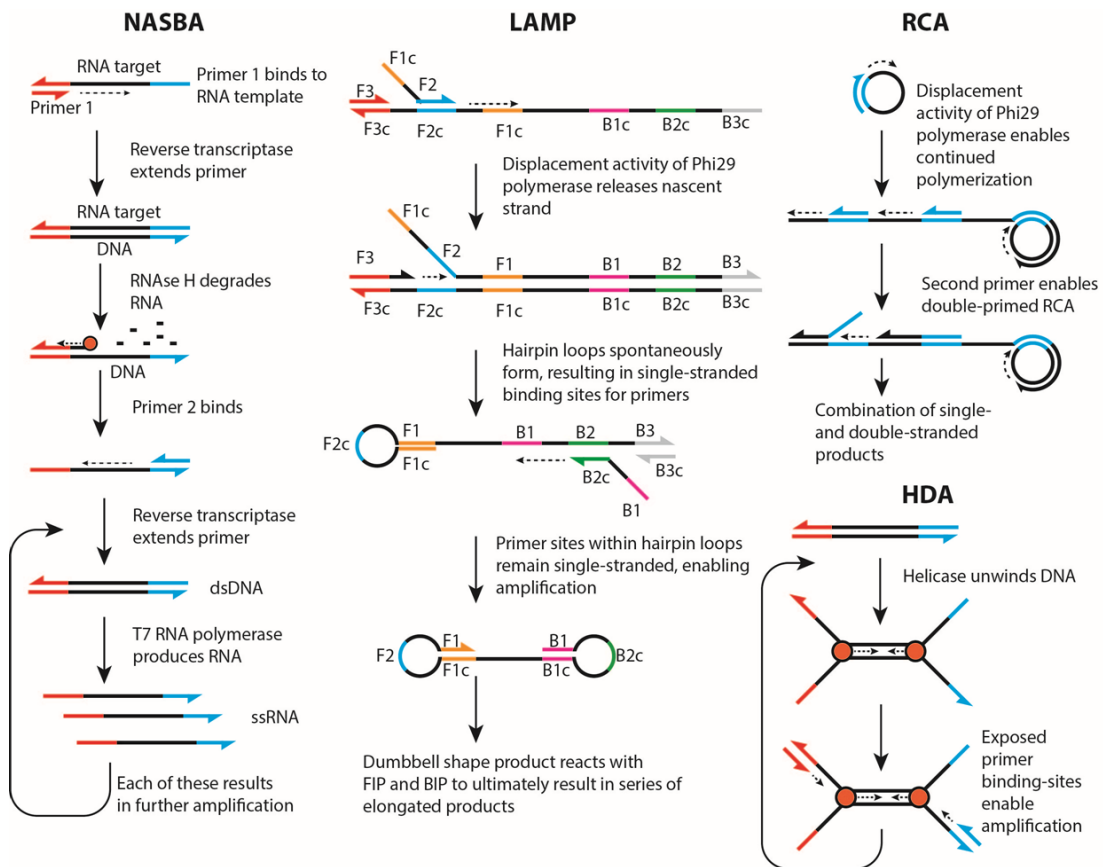 NASBA
RNA target
Primer 1 binds to
RNA template
Primer 1
Reverse transcriptase
extends primer
RNA target
DNA
RNAse H degrades
RNA
DNA
Primer 2 binds
Reverse transcriptase
extends primer
dsDNA
T7 RNA polymerase
produces RNA
ssRNA
Each of these results
in further amplification
LAMP
F1c
F2
F3
F3c
F2c
F1c
B1c
B2c
B3c
Displacement activity of Phi29
polymerase releases nascent
strand
F1c
F2
F3
F1
B1
B2
B3
F3c
F2c
F1c
B1c
B2c
B3c
Hairpin loops spontaneously
form, resulting in single-stranded
binding sites for primers
F2c
F1
F1c
B1
B2
B3
B3c
B2c
B1
Primer sites within hairpin loops
remain single-stranded, enabling
amplification
F2
F1
F1c
B1
B1c
B2c
Dumbbell shape product reacts with
FIP and BIP to ultimately result in series of
elongated products
RCA
Displacement
activity of Phi29
polymerase enables
continued
polymerization
Second primer enables
double-primed RCA
Combination of single-
and double-stranded
products
HDA
Helicase unwinds DNA
Exposed
primer
binding-sites
enable
amplification